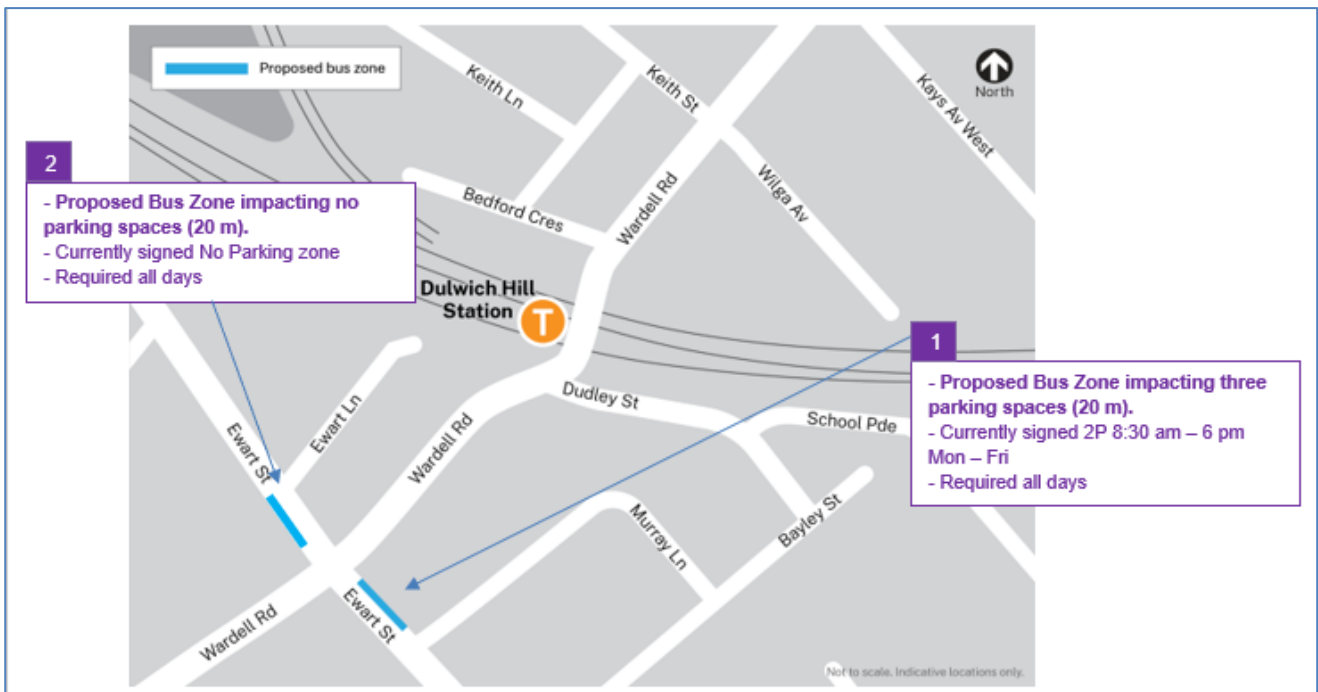 Proposed bus zone
North
Keith Ln
Keith St
Kays Av West
2
- Proposed Bus Zone impacting no
parking spaces (20 m).
- Currently signed No Parking zone
- Required all days
Bedford Cres
Wardell Rd
Wilga Av
Dulwich Hill
Station
T
1
- Proposed Bus Zone impacting three
parking spaces (20 m).
- Currently signed 2P 8:30 am – 6 pm
Mon – Fri
- Required all days
Dudley St
School Pde
Ewart St
Ewart Ln
Wardell Rd
Murray Ln
Bayley St
Ewart St
Wardell Rd
Not to scale. Indicative locations only.